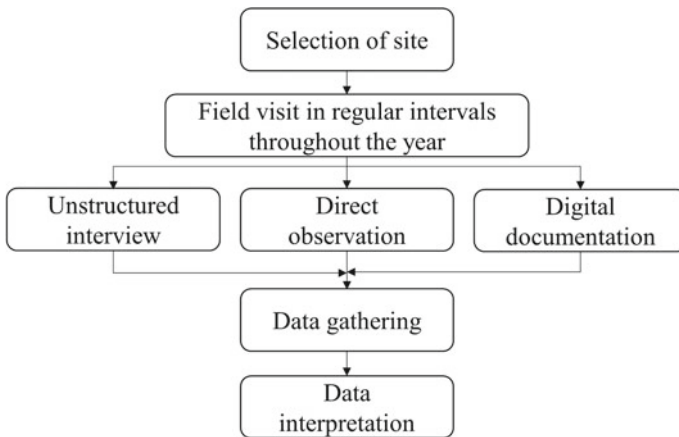 Selection of site
Field visit in regular intervals
throughout the year
Unstructured
interview
Direct
observation
Digital
documentation
Data gathering
Data
interpretation